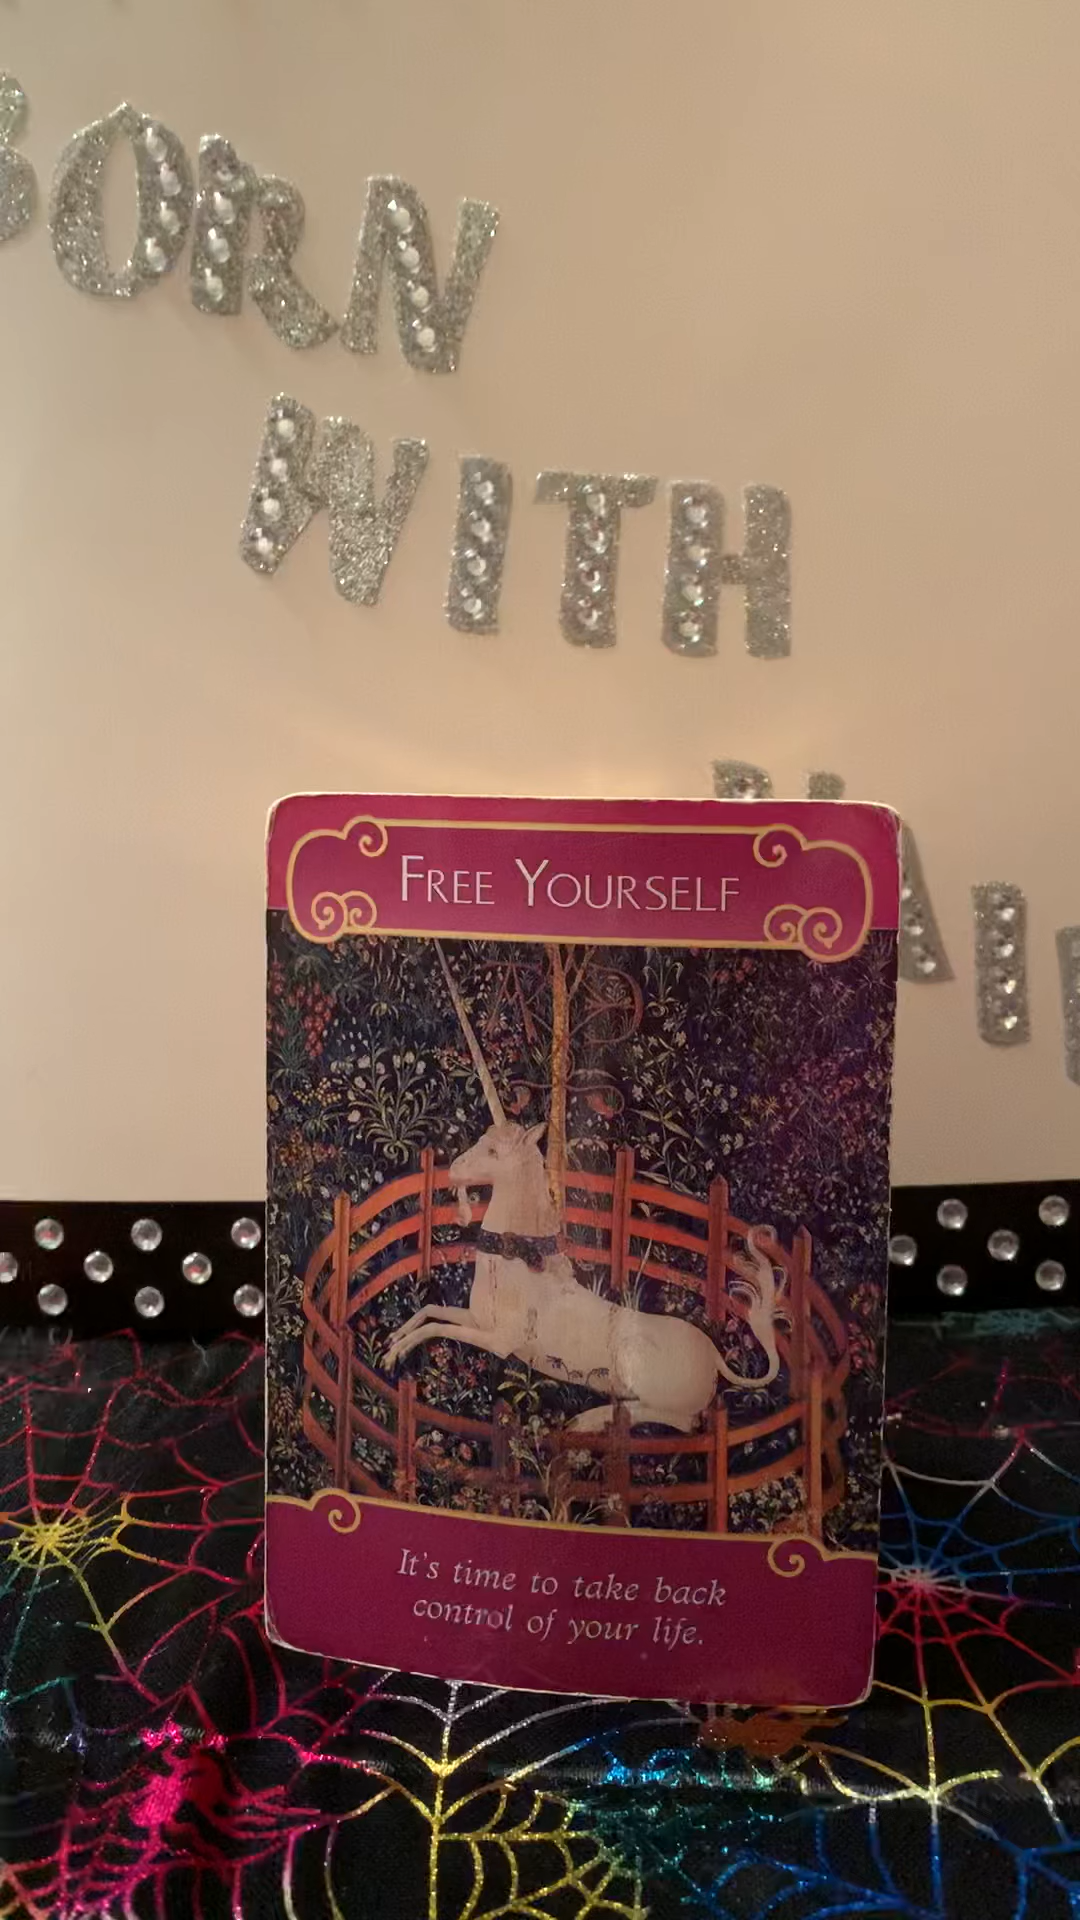 BORN
WITH
FREE YOURSELF
It's time to take back
control of your life.